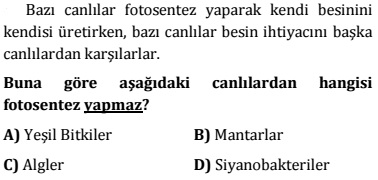 Bazı canlılar fotosentez yaparak kendi besinini
kendisi üretirken, bazı canlılar besin ihtiyacını başka
canlılardan karşılarlar.
Buna göre aşağıdaki canlılardan hangisi
fotosentez yapmaz?
A) Yeşil Bitkiler B) Mantarlar
C) Algler D) Siyanobakteriler